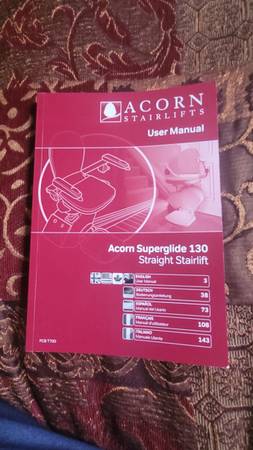 ACORN
STAIRLIFTS
User Manual
Acorn Superglide 130
Straight Stairlift
ENGLISH
User Manual
3
DEUTSCH
Bedienungsanleitung
38
ESPAÑOL
Manual del Usario
73
FRANÇAIS
Manuel d'utilisateur
108
ITALIANO
Manuale Utente
143